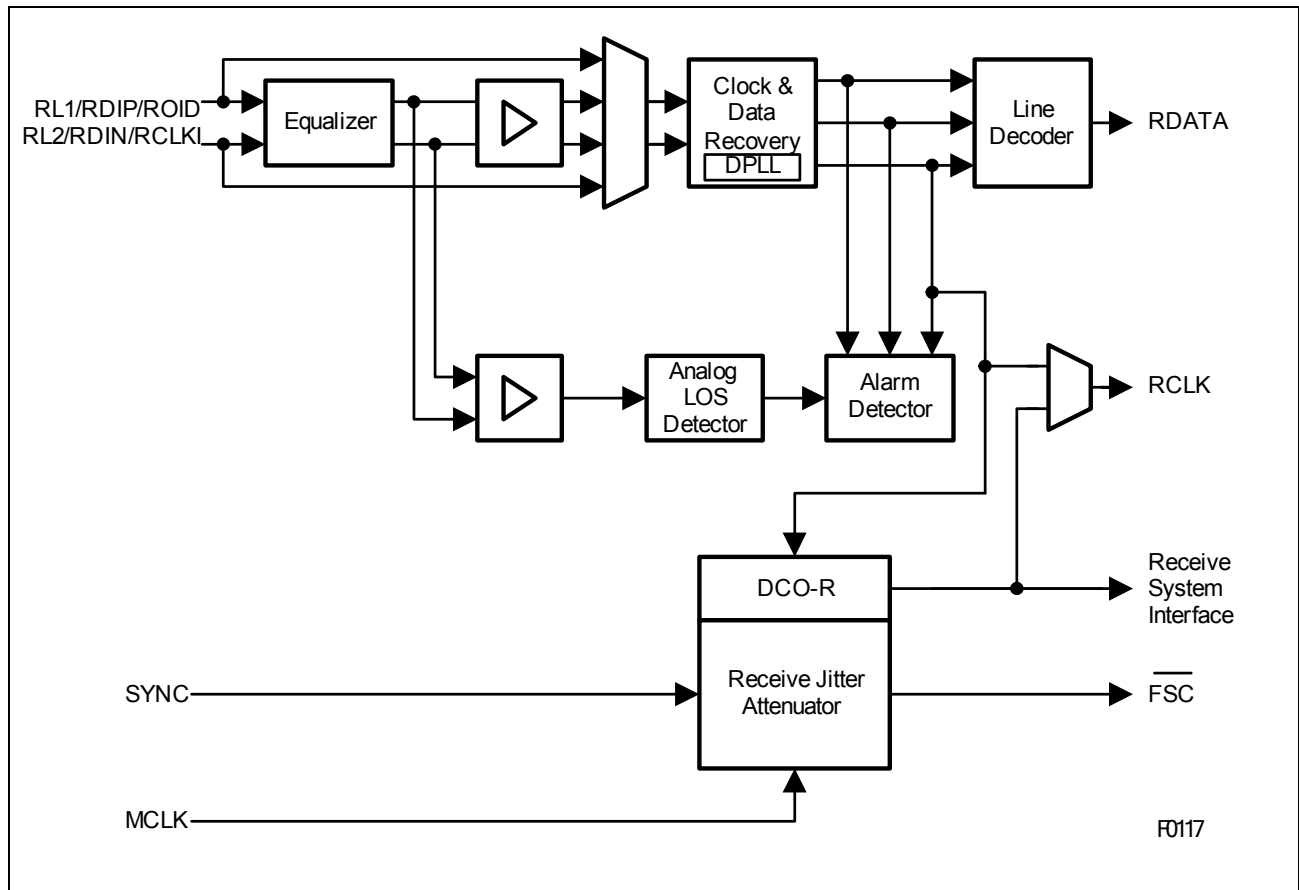 RL1/RDIP/ROID
RL2/RDIN/RCLKI
Equalizer
Clock &
Data
Recovery
DPLL
Line
Decoder
RDATA
Analog
LOS
Detector
Alarm
Detector
RCLK
DCO-R
Receive
System
Interface
SYNC
Receive Jitter
Attenuator
FSC
MCLK
F0117